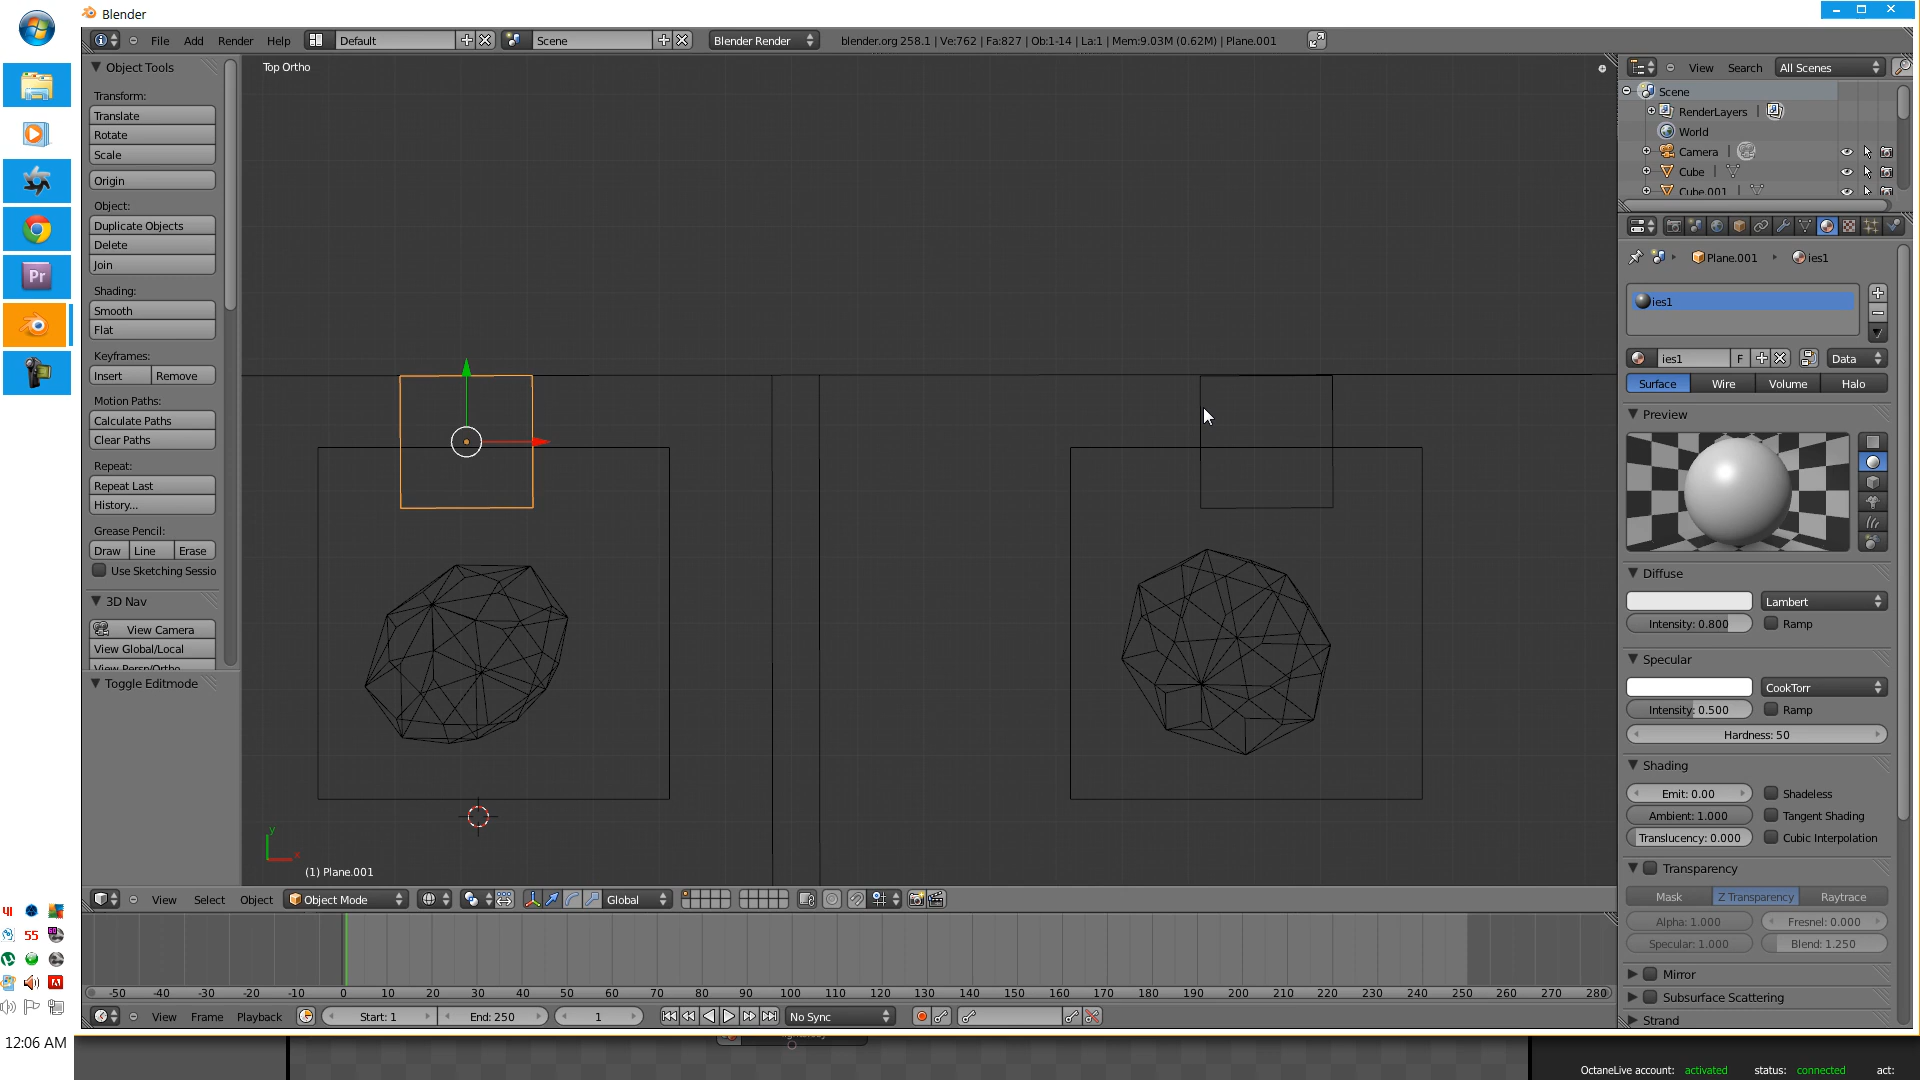 Blender
File Add Render Help Default Scene Blender Render blender.org 258.1 | Ve:762 | Fa:827 | Ob:1-14 | La:1 | Mem:9.03M (0.62M) | Plane.001
Object Tools
Transform:
Translate
Rotate
Scale
Origin
Object:
Duplicate Objects
Delete
Join
Shading:
Smooth
Flat
Keyframes:
Insert Remove
Motion Paths:
Calculate Paths
Clear Paths
Repeat:
Repeat Last
History...
Grease Pencil:
Draw Line Erase
Use Sketching Sessio
3D Nav
View Camera
View Global/Local
View Persp/Ortho
Toggle Editmode
Top Ortho
y
x
(1) Plane.001
View Select Object Object Mode Global
-50 -40 -30 -20 -10 0 10 20 30 40 50 60 70 80 90 100 110 120 130 140 150 160 170 180 190 200 210 220 230 240 250 260 270 280
View Frame Playback Start: 1 End: 250 1 No Sync
View Search All Scenes
Scene
RenderLayers |
World
Camera |
Cube |
Cube.001 |
Plane.001 ies1
ies1
ies1 F Data
Surface Wire Volume Halo
Preview
Diffuse
Lambert
Intensity: 0.800 Ramp
Specular
CookTorr
Intensity: 0.500 Ramp
Hardness: 50
Shading
Emit: 0.00 Shadeless
Ambient: 1.000 Tangent Shading
Translucency: 0.000 Cubic Interpolation
Transparency
Mask Z Transparency Raytrace
Alpha: 1.000 Fresnel: 0.000
Specular: 1.000 Blend: 1.250
Mirror
Subsurface Scattering
Strand
Pr
55
12:06 AM
OctaneLive account: activated status: connected act: